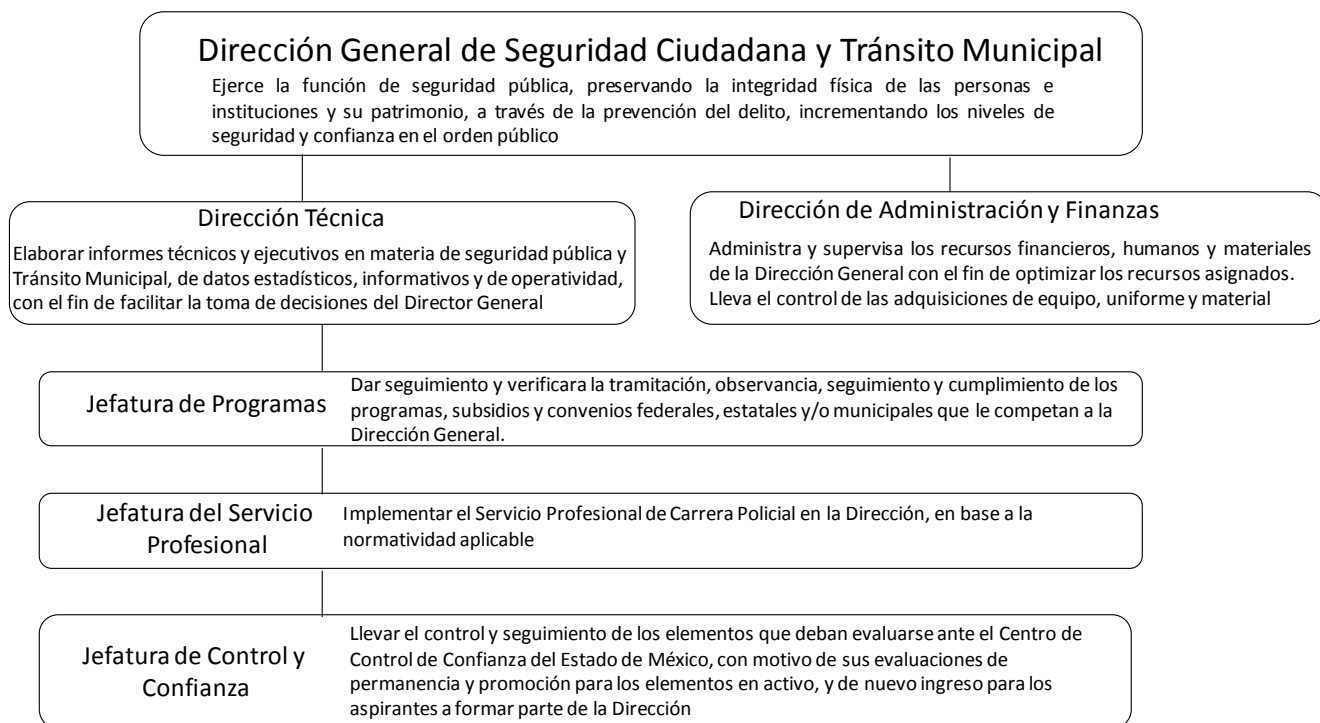 Dirección General de Seguridad Ciudadana y Tránsito Municipal
Ejerce la función de seguridad pública, preservando la integridad física de las personas e
instituciones y su patrimonio, a través de la prevención del delito, incrementando los niveles de
seguridad y confianza en el orden público
Dirección Técnica
Elaborar informes técnicos y ejecutivos en materia de seguridad pública y
Tránsito Municipal, de datos estadísticos, informativos y de operatividad,
con el fin de facilitar la toma de decisiones del Director General
Dirección de Administración y Finanzas
Administra y supervisa los recursos financieros, humanos y materiales
de la Dirección General con el fin de optimizar los recursos asignados.
Lleva el control de las adquisiciones de equipo, uniforme y material
Jefatura de Programas
Dar seguimiento y verificara la tramitación, observancia, seguimiento y cumplimiento de los
programas, subsidios y convenios federales, estatales y/o municipales que le competan a la
Dirección General.
Jefatura del Servicio
Profesional
Implementar el Servicio Profesional de Carrera Policial en la Dirección, en base a la
normatividad aplicable
Jefatura de Control y
Confianza
Llevar el control y seguimiento de los elementos que deban evaluarse ante el Centro de
Control de Confianza del Estado de México, con motivo de sus evaluaciones de
permanencia y promoción para los elementos en activo, y de nuevo ingreso para los
aspirantes a formar parte de la Dirección